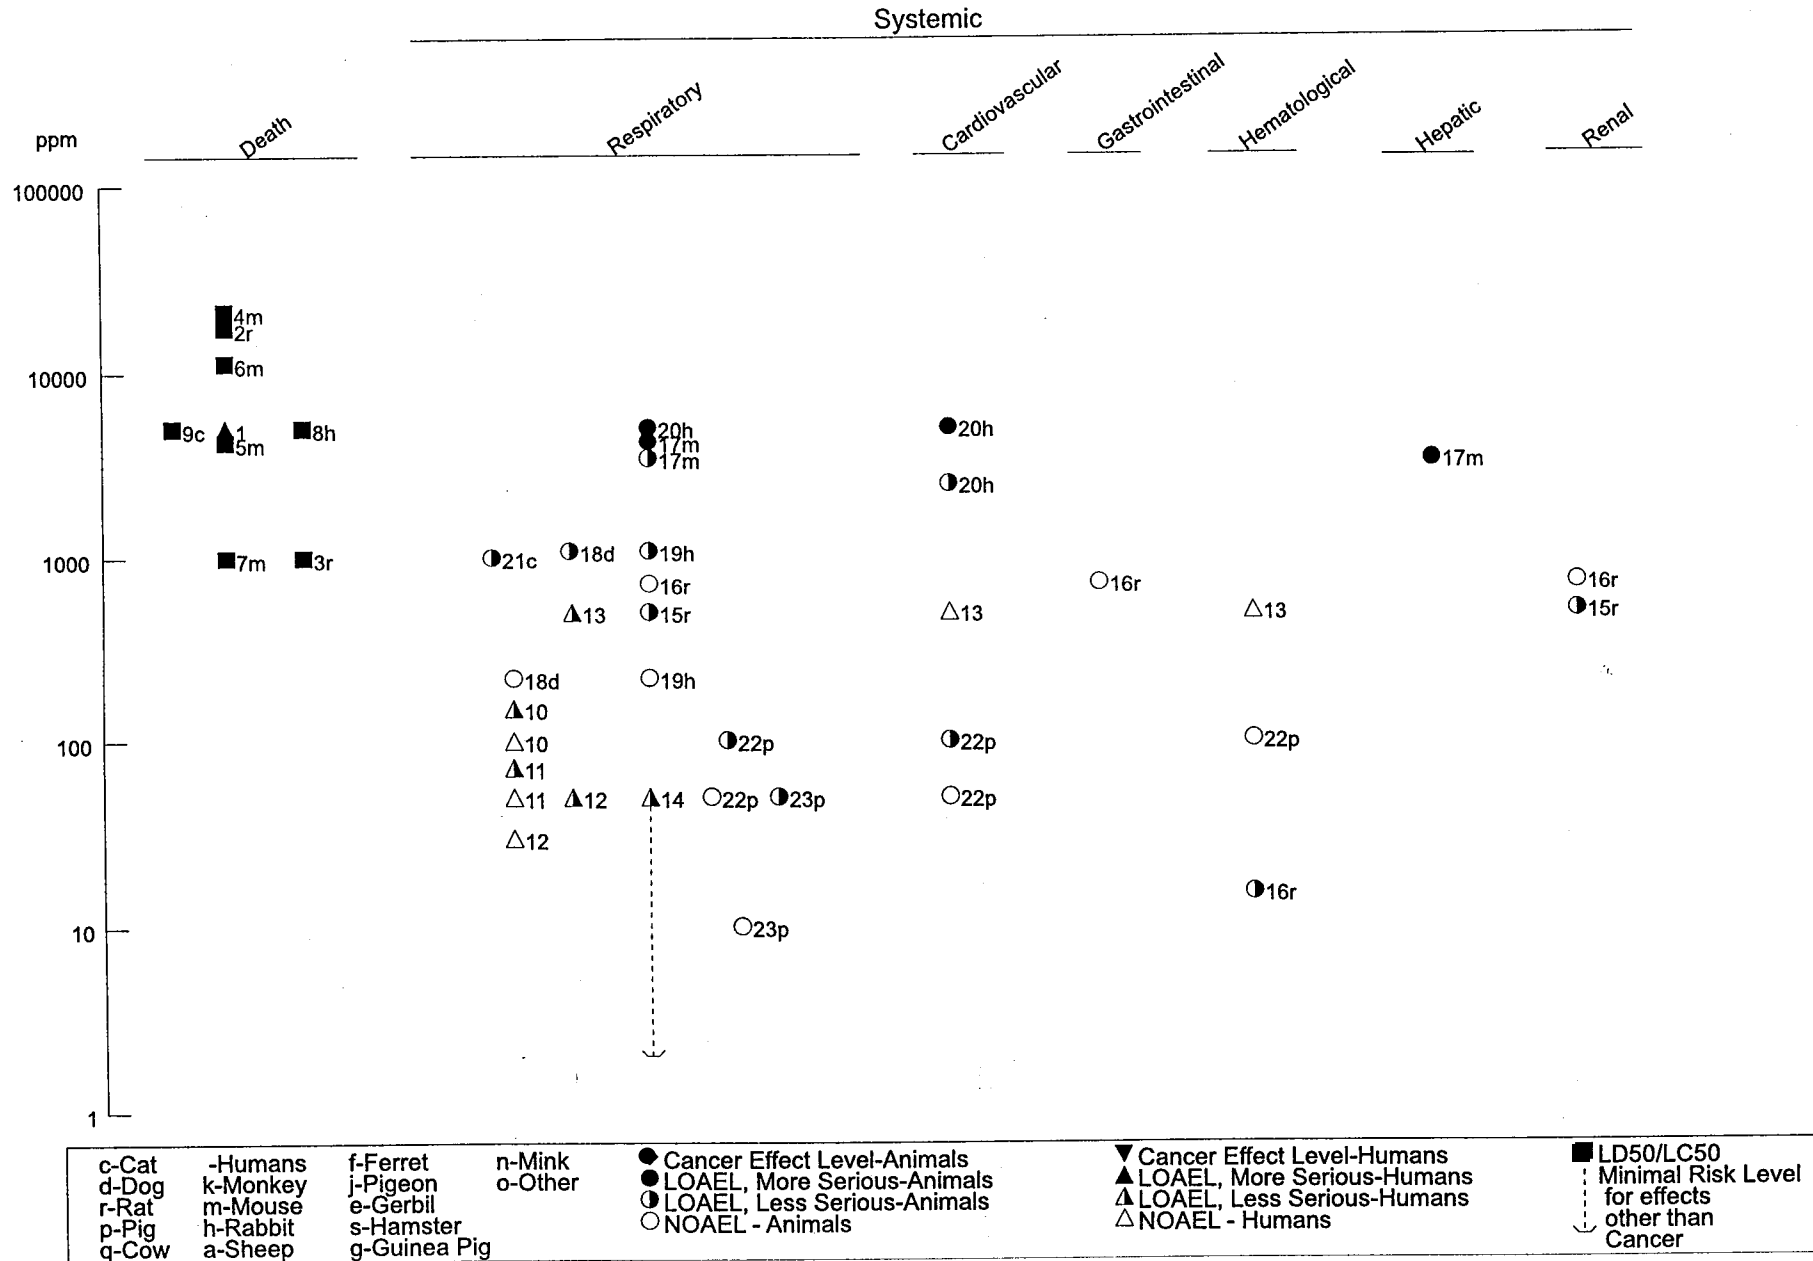 Systemic
ppm Death Respiratory Cardiovascular Gastrointestinal Hematological Hepatic Renal
100000
4m
2r
6m
10000
9c 1 8h 20h 20h
5m 17m
17m 17m
20h
1000 7m 3r 21c 18d 19h
16r 16r 16r
13 15r 13 13 15r
18d 19h
10
100 10 22p 22p 22p
11
11 12 14 22p 23p 22p
12
16r
10 23p
1
c-Cat -Humans f-Ferret n-Mink Cancer Effect Level-Animals Cancer Effect Level-Humans LD50/LC50
d-Dog k-Monkey j-Pigeon o-Other LOAEL, More Serious-Animals LOAEL, More Serious-Humans Minimal Risk Level
r-Rat m-Mouse e-Gerbil LOAEL, Less Serious-Animals LOAEL, Less Serious-Humans for effects
p-Pig h-Rabbit s-Hamster NOAEL - Animals NOAEL - Humans other than
q-Cow a-Sheep g-Guinea Pig Cancer